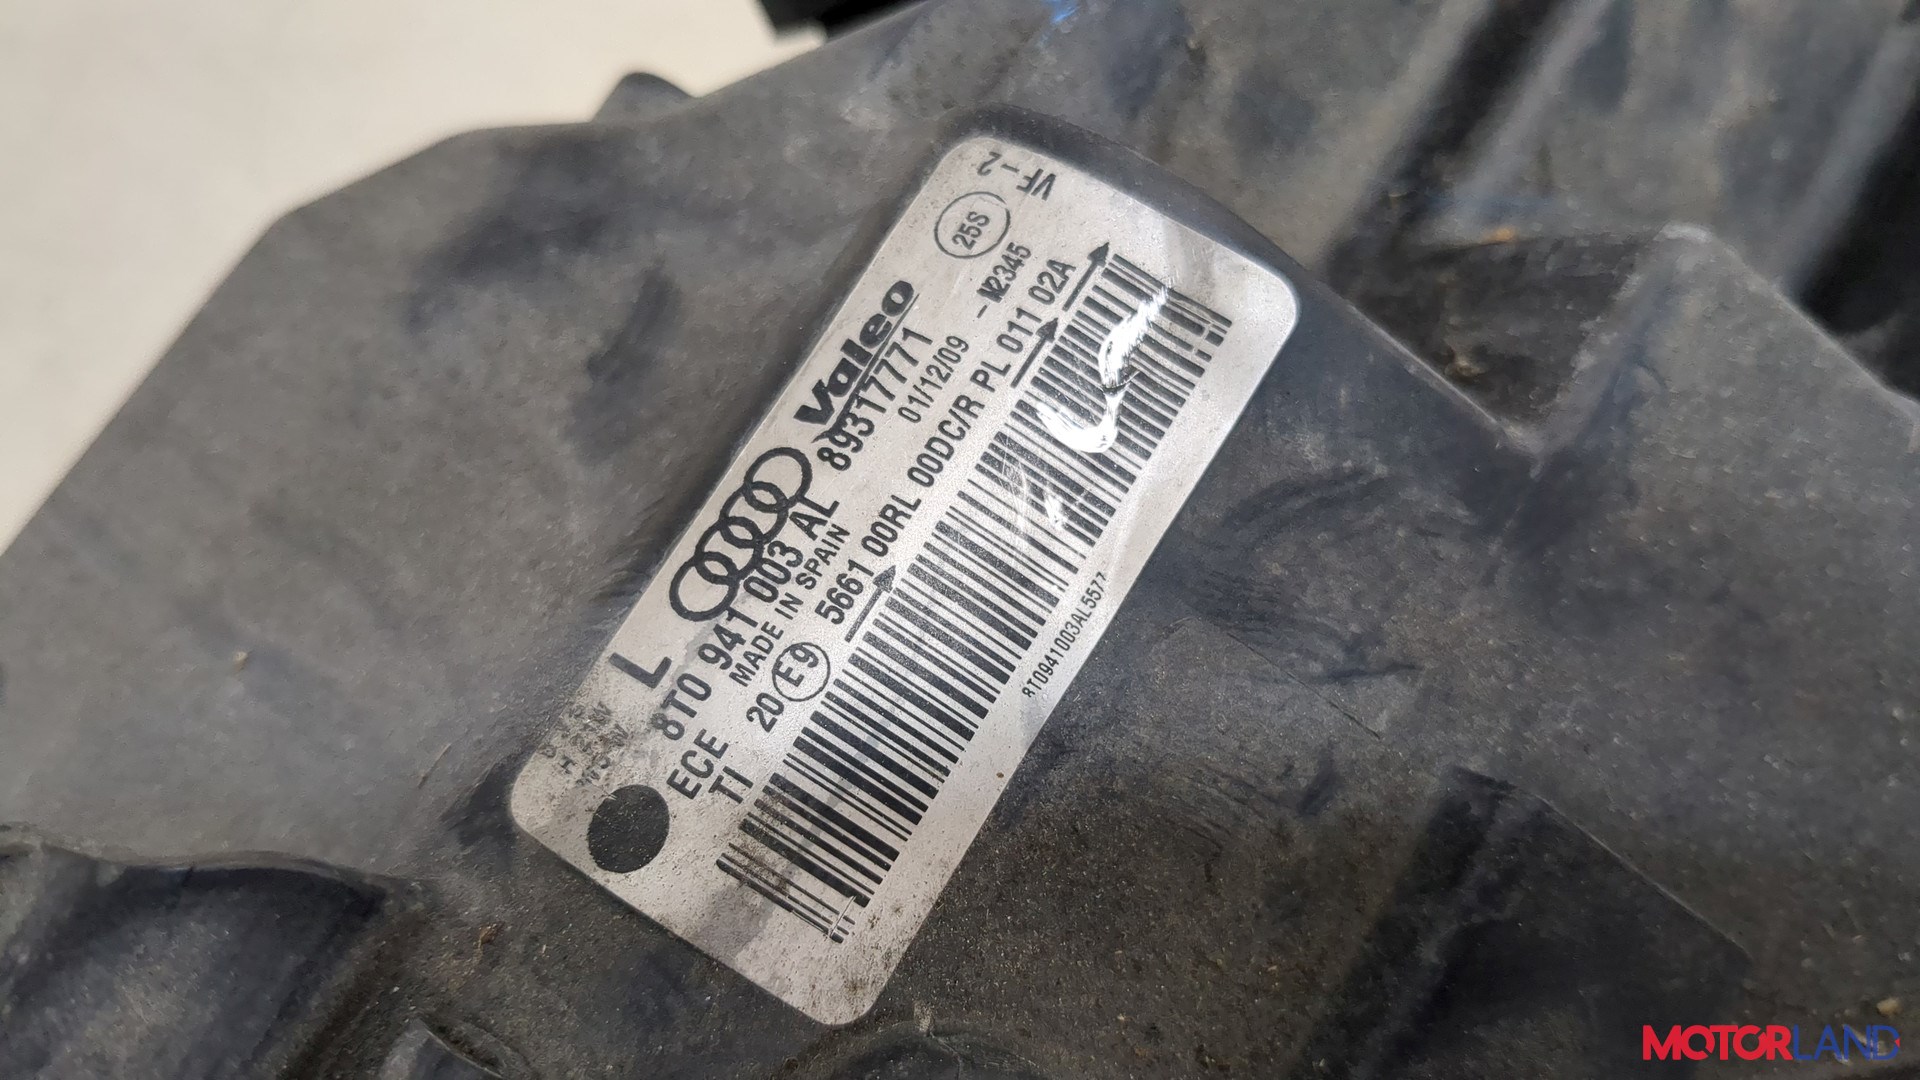 L
Valeo
8T0 941 003 AL 89317771
MADE IN SPAIN 01/12/09
25S
VF-2
ECE 20 E9 5661 00RL 00DC/R PL 011 02A
TI
8T0941003AL5577
MOTORLAND